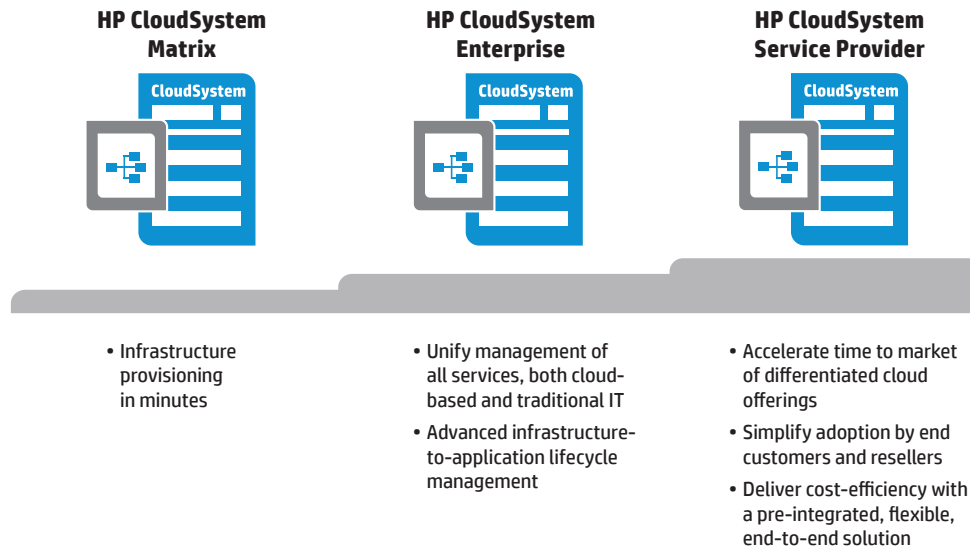 HP CloudSystem
Matrix
CloudSystem
• Infrastructure
provisioning
in minutes
HP CloudSystem
Enterprise
CloudSystem
• Unify management of
all services, both cloud-
based and traditional IT
• Advanced infrastructure-
to-application lifecycle
management
HP CloudSystem
Service Provider
CloudSystem
• Accelerate time to market
of differentiated cloud
offerings
• Simplify adoption by end
customers and resellers
• Deliver cost-efficiency with
a pre-integrated, flexible,
end-to-end solution